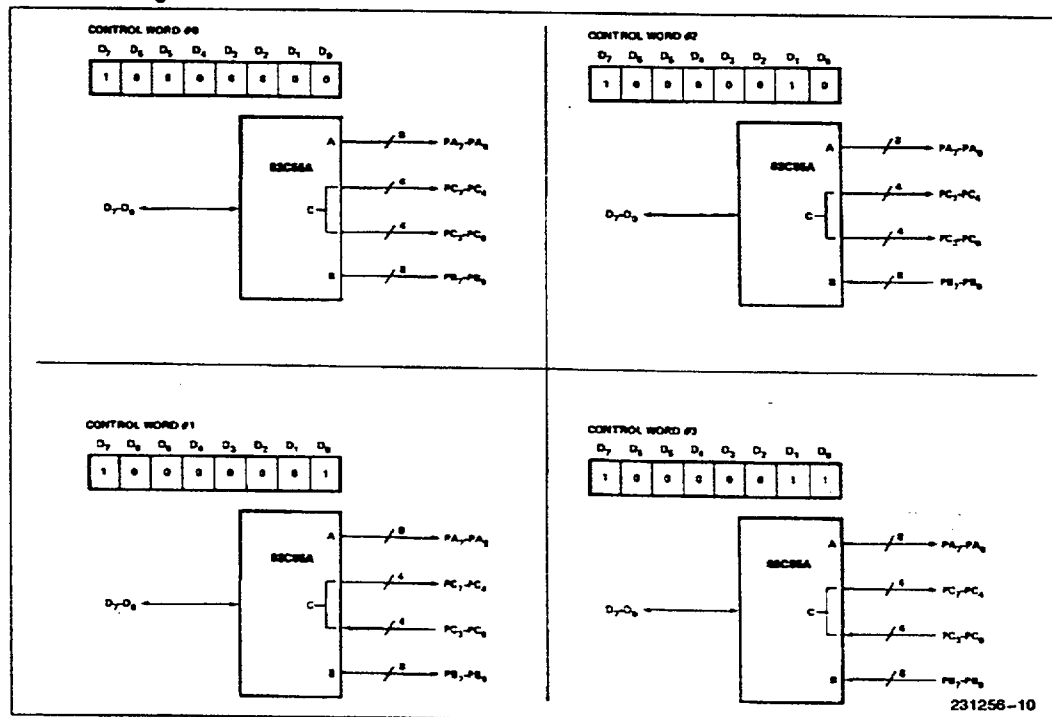 CONTROL WORD #0
D₇ D₆ D₅ D₄ D₃ D₂ D₁ D₀
1 0 0 0 0 0 0 0
82C55A
D₇-D₀
A 8 PA₇-PA₀
C
4 PC₇-PC₄
4 PC₃-PC₀
B 8 PB₇-PB₀
CONTROL WORD #2
D₇ D₆ D₅ D₄ D₃ D₂ D₁ D₀
1 0 0 0 0 0 1 0
82C55A
D₇-D₀
A 8 PA₇-PA₀
C
4 PC₇-PC₄
4 PC₃-PC₀
B 8 PB₇-PB₀
CONTROL WORD #1
D₇ D₆ D₅ D₄ D₃ D₂ D₁ D₀
1 0 0 0 0 0 0 1
82C55A
D₇-D₀
A 8 PA₇-PA₀
C
4 PC₇-PC₄
4 PC₃-PC₀
B 8 PB₇-PB₀
CONTROL WORD #3
D₇ D₆ D₅ D₄ D₃ D₂ D₁ D₀
1 0 0 0 0 0 1 1
82C55A
D₇-D₀
A 8 PA₇-PA₀
C
4 PC₇-PC₄
4 PC₃-PC₀
B 8 PB₇-PB₀
231256-10